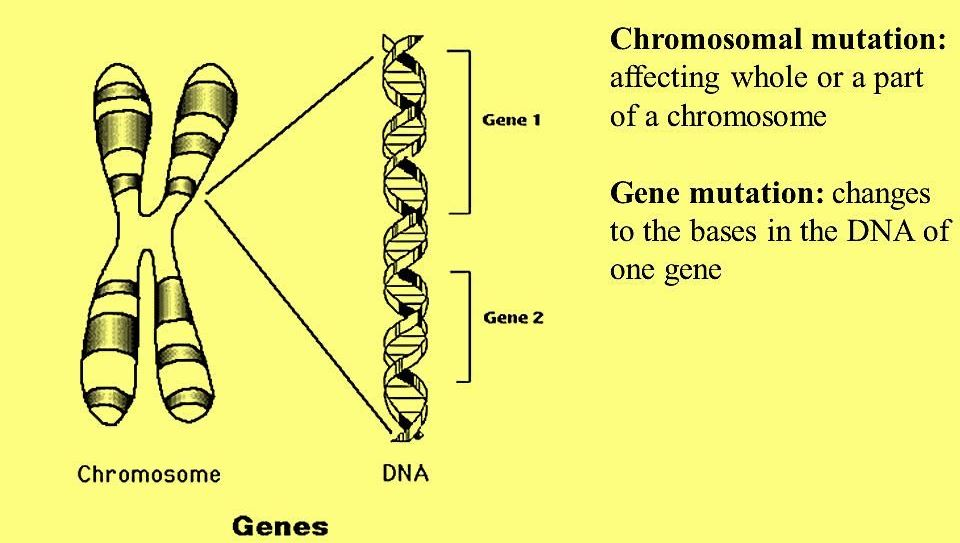 Chromosomal mutation:
affecting whole or a part
of a chromosome
Gene mutation: changes
to the bases in the DNA of
one gene
Gene 1
Gene 2
Chromosome
DNA
Genes